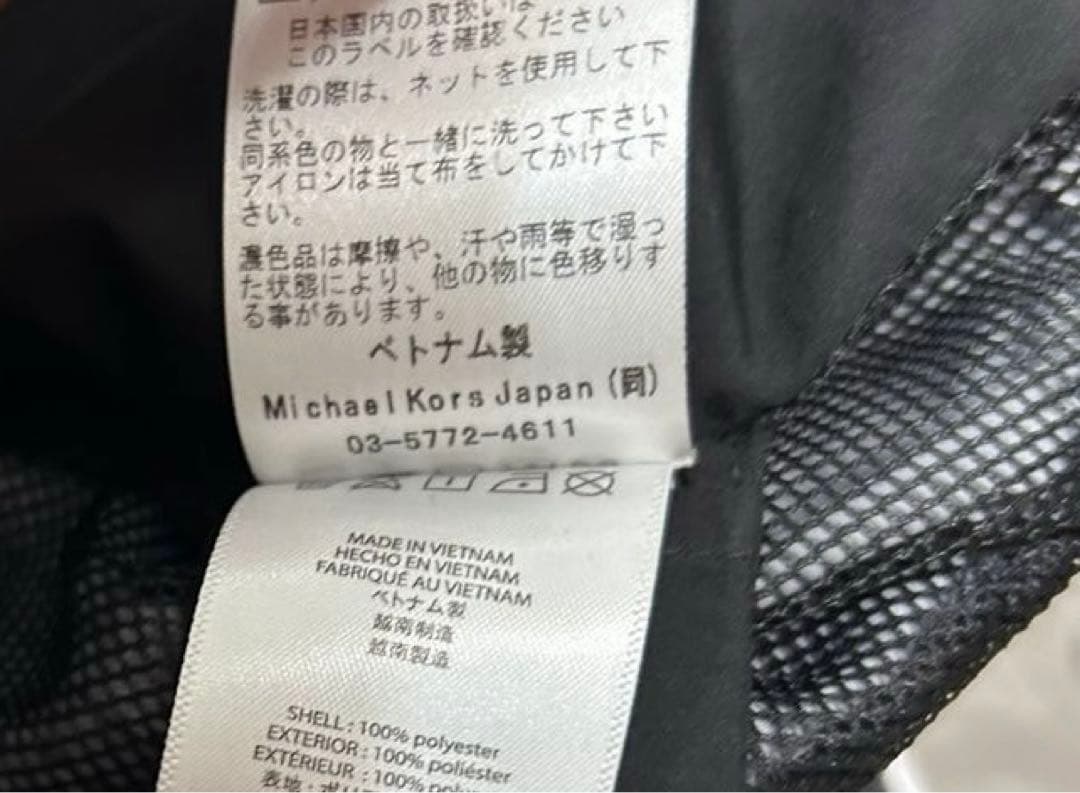 日本国内の取扱いは
このラベルを確認ください
洗濯の際は、ネットを使用して下
さい。
同系色の物と一緒に洗って下さい
アイロンは当て布をしてかけて下
さい。
濃色品は摩擦や、汗や雨等で湿っ
た状態により、他の物に色移りす
る事があります。
ベトナム製
Michael Kors Japan (同)
03-5772-4611
MADE IN VIETNAM
HECHO EN VIETNAM
FABRIQUÉ AU VIETNAM
ベトナム製
越南制造
越南製造
SHELL : 100% polyester
EXTERIOR : 100% poliéster
EXTÉRIEUR : 100%
表地 :